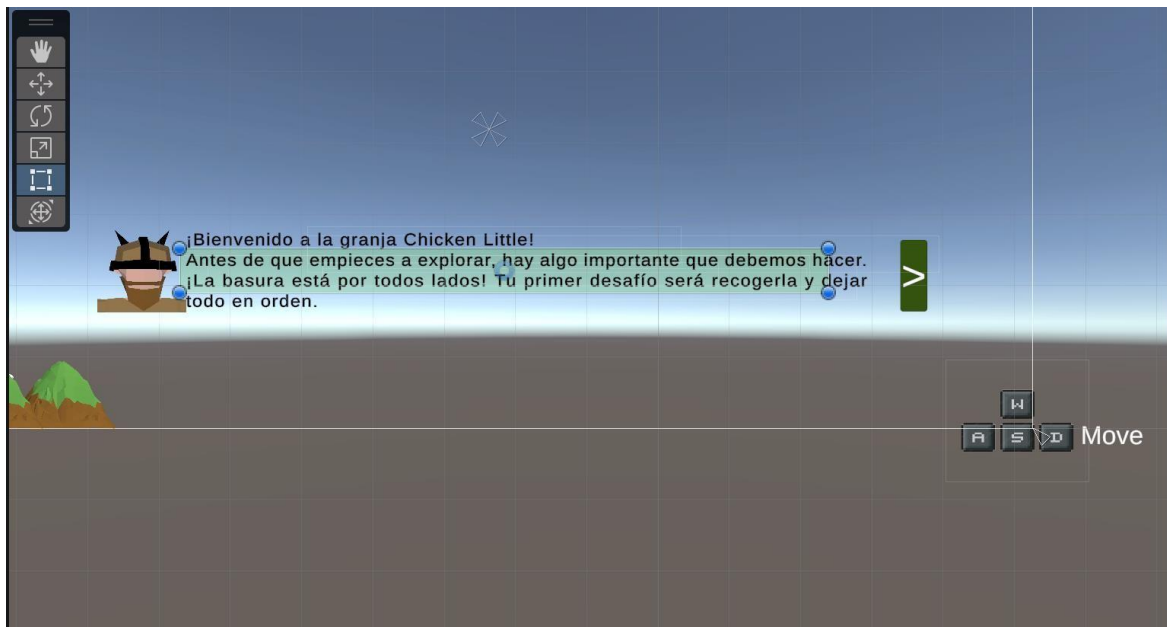 ¡Bienvenido a la granja Chicken Little!
Antes de que empieces a explorar, hay algo importante que debemos hacer.
¡La basura está por todos lados! Tu primer desafío será recogerla y dejar
todo en orden.
>
W
A S D Move